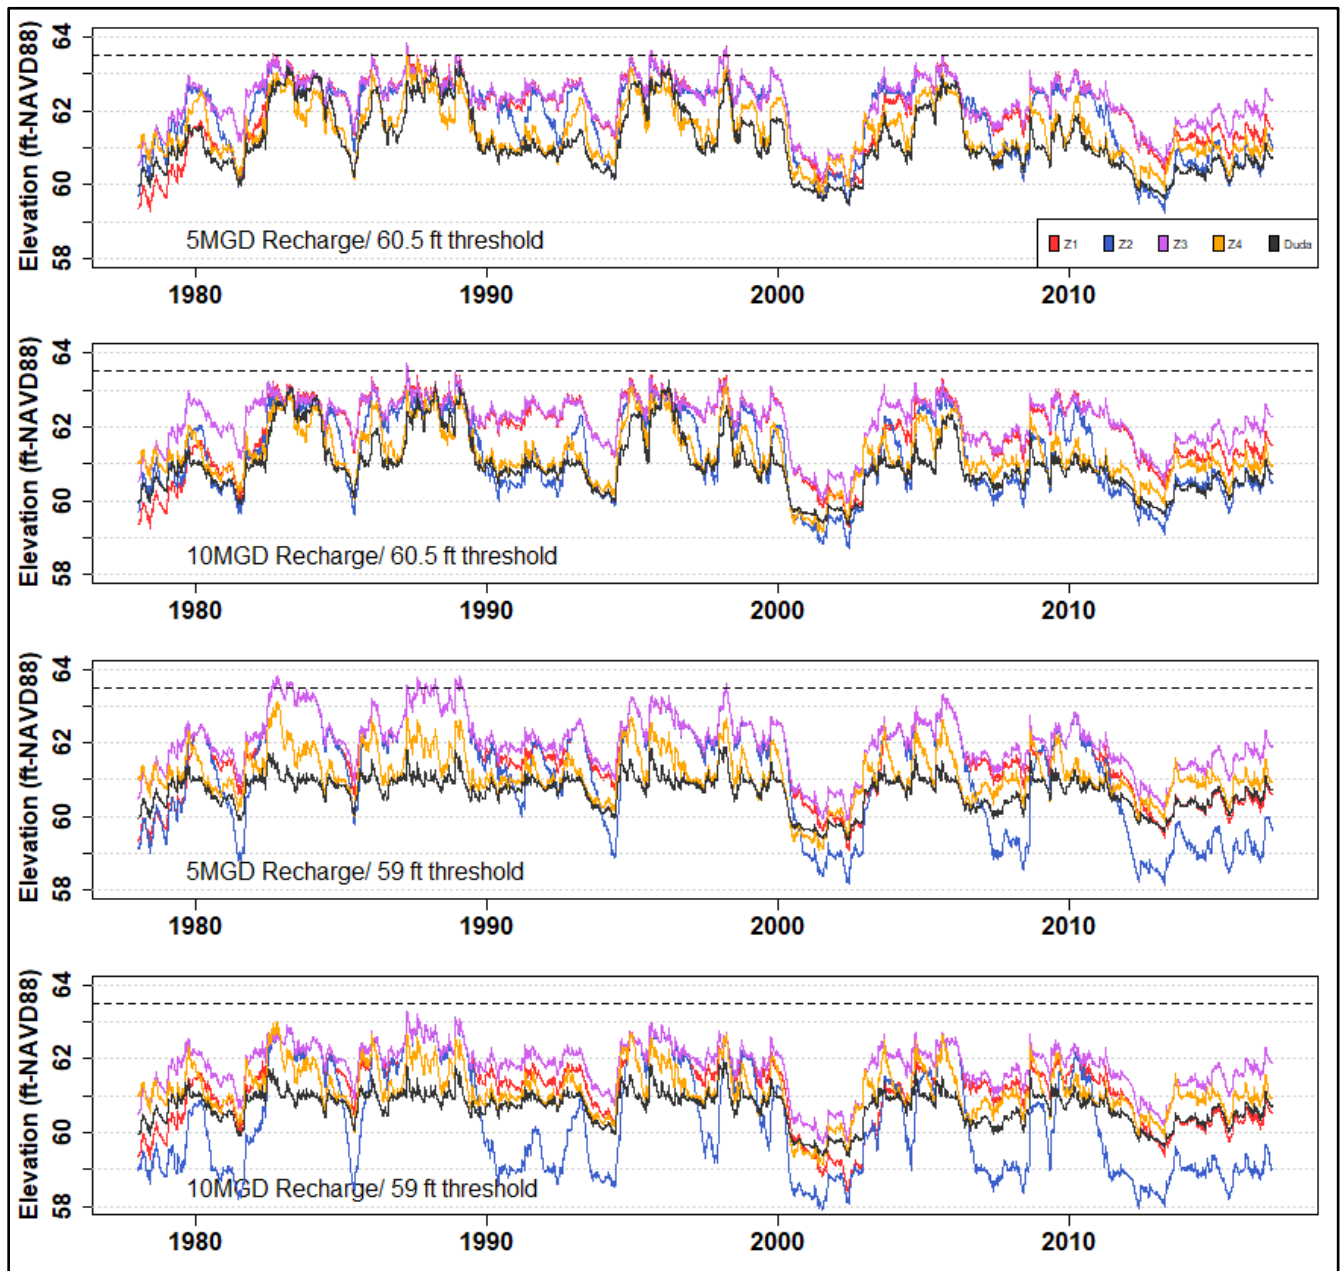 Elevation (ft-NAVD88)
64
62
60
58
5MGD Recharge/ 60.5 ft threshold
Z1 Z2 Z3 Z4 Duda
1980 1990 2000 2010
Elevation (ft-NAVD88)
64
62
60
58
10MGD Recharge/ 60.5 ft threshold
1980 1990 2000 2010
Elevation (ft-NAVD88)
64
62
60
58
5MGD Recharge/ 59 ft threshold
1980 1990 2000 2010
Elevation (ft-NAVD88)
64
62
60
58
10MGD Recharge/ 59 ft threshold
1980 1990 2000 2010